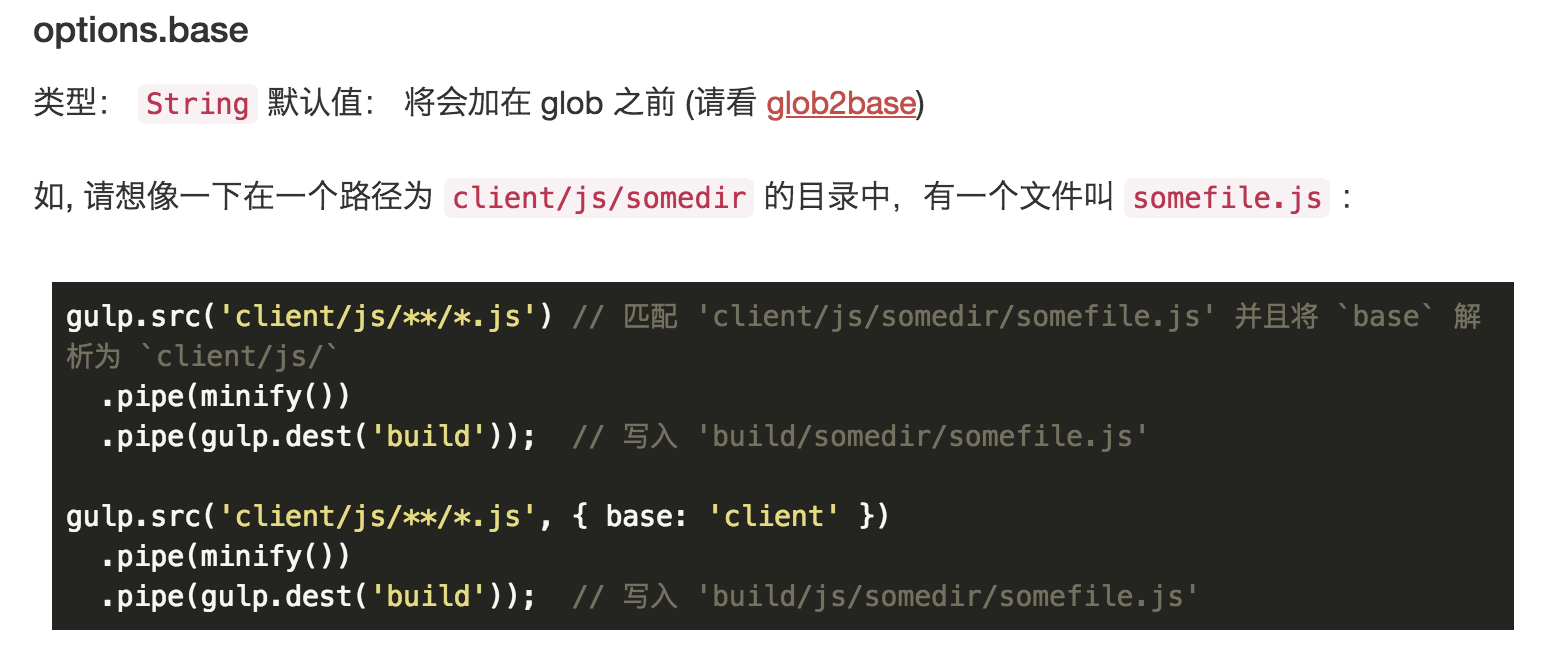 options.base
类型： String 默认值： 将会加在 glob 之前 (请看 glob2base)
如, 请想像一下在一个路径为 client/js/somedir 的目录中，有一个文件叫 somefile.js ：
gulp.src('client/js/**/*.js') // 匹配 'client/js/somedir/somefile.js' 并且将 `base` 解
析为 `client/js/`
  .pipe(minify())
  .pipe(gulp.dest('build'));  // 写入 'build/somedir/somefile.js'
gulp.src('client/js/**/*.js', { base: 'client' })
  .pipe(minify())
  .pipe(gulp.dest('build'));  // 写入 'build/js/somedir/somefile.js'